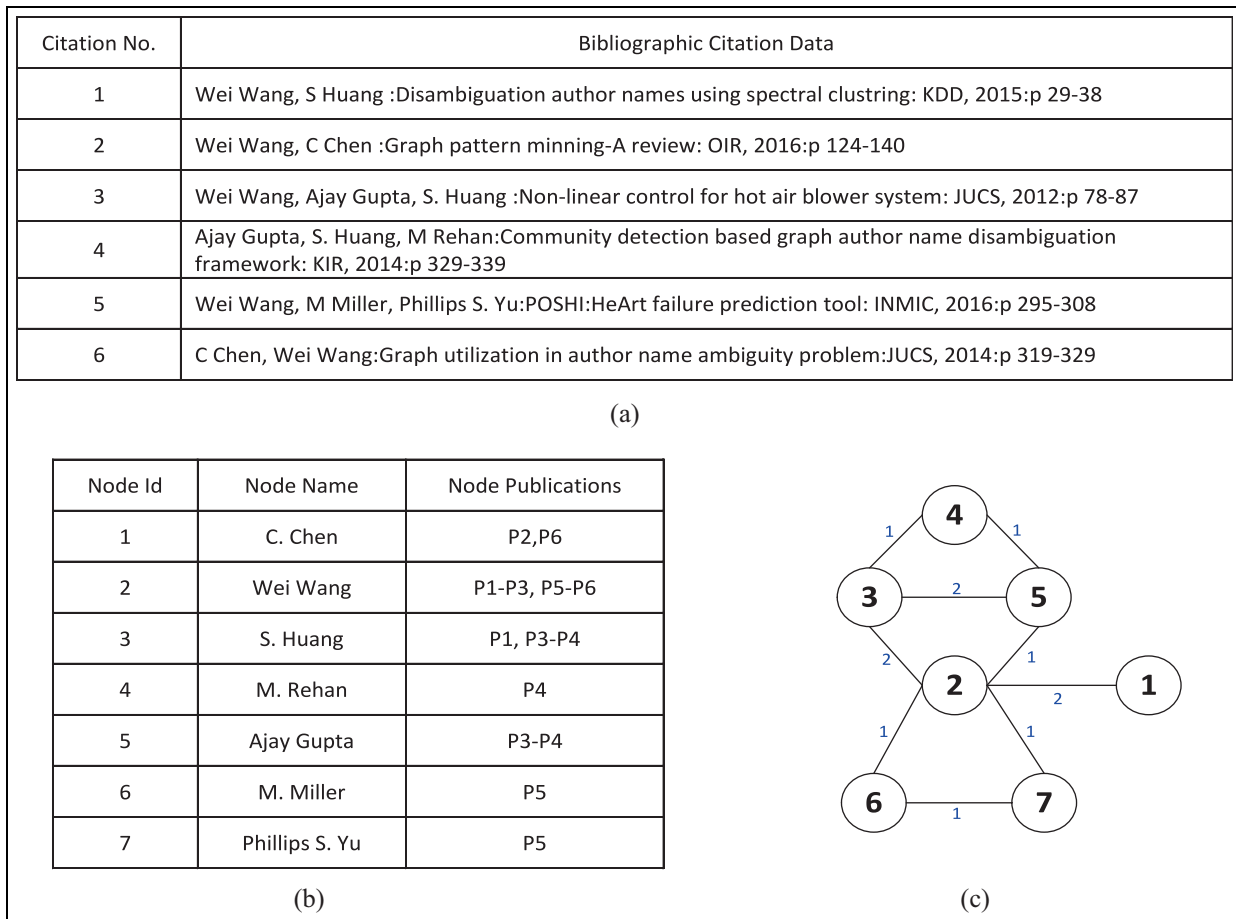 Citation No. Bibliographic Citation Data
1 Wei Wang, S Huang :Disambiguation author names using spectral clustring: KDD, 2015:p 29-38
2 Wei Wang, C Chen :Graph pattern minning-A review: OIR, 2016:p 124-140
3 Wei Wang, Ajay Gupta, S. Huang :Non-linear control for hot air blower system: JUCS, 2012:p 78-87
4 Ajay Gupta, S. Huang, M Rehan:Community detection based graph author name disambiguation
framework: KIR, 2014:p 329-339
5 Wei Wang, M Miller, Phillips S. Yu:POSHI:HeArt failure prediction tool: INMIC, 2016:p 295-308
6 C Chen, Wei Wang:Graph utilization in author name ambiguity problem:JUCS, 2014:p 319-329
(a)
Node Id Node Name Node Publications
1 C. Chen P2,P6
2 Wei Wang P1-P3, P5-P6
3 S. Huang P1, P3-P4
4 M. Rehan P4
5 Ajay Gupta P3-P4
6 M. Miller P5
7 Phillips S. Yu P5
(b)
4
1 1
3 2 5
2 1
2 2 1
1 1
6 1 7
(c)